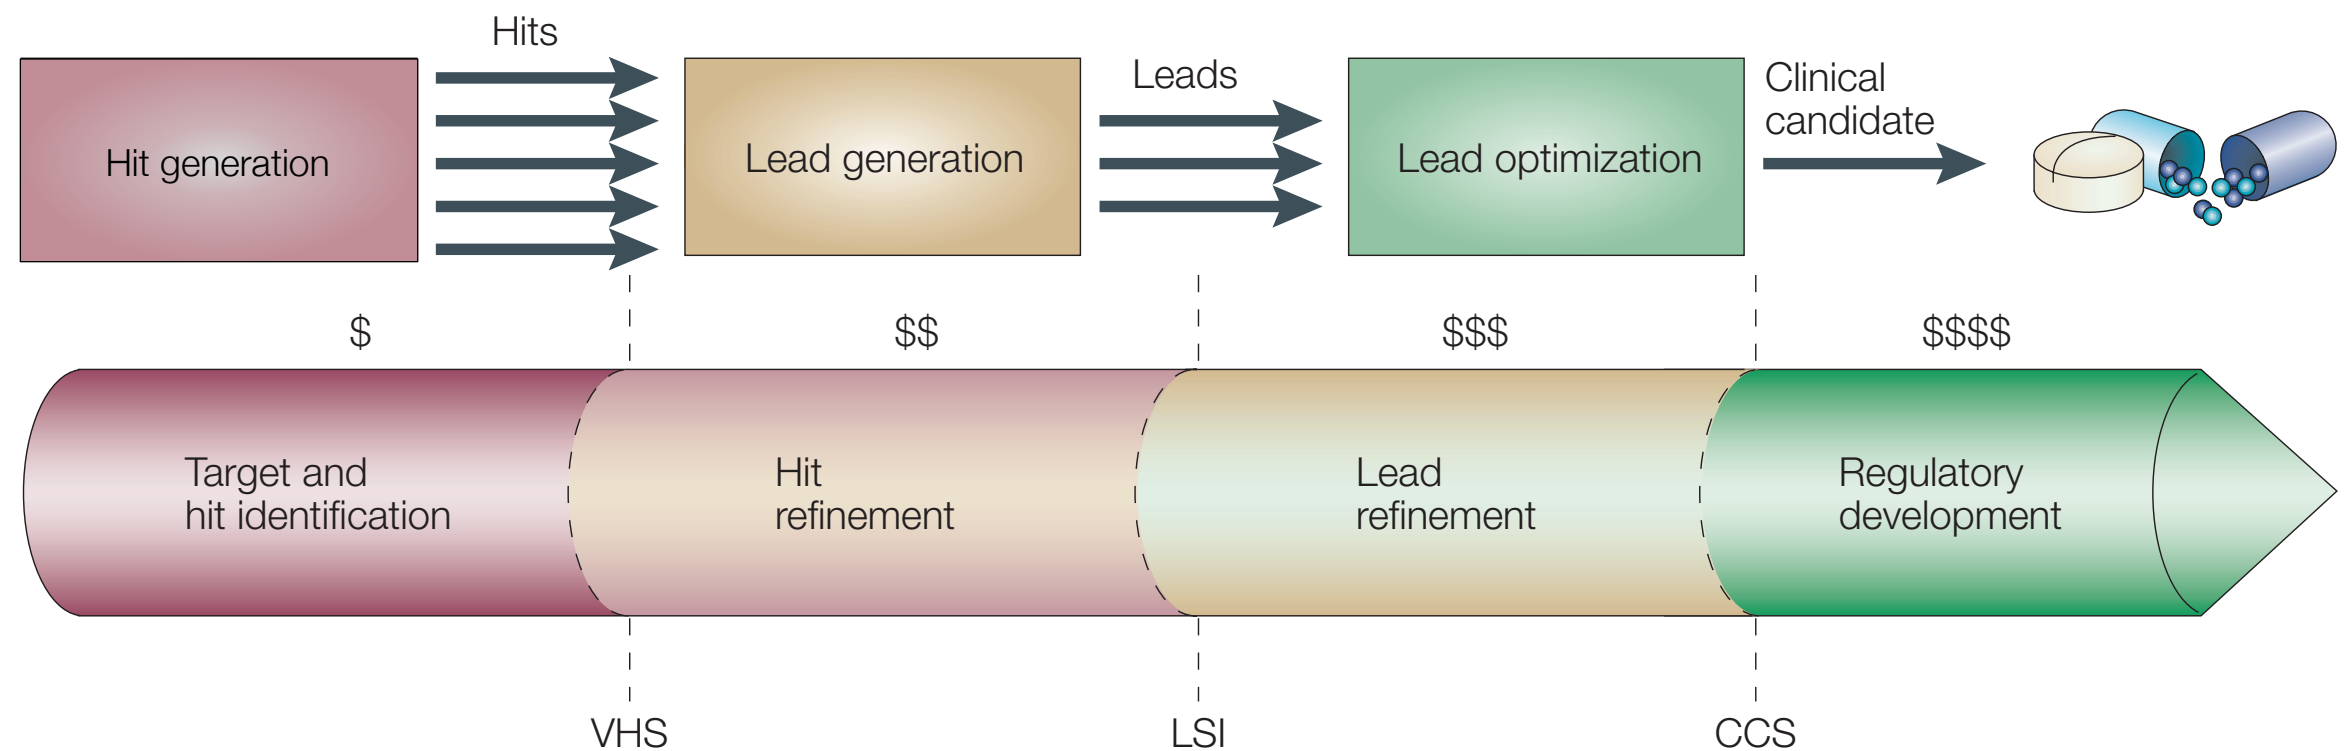 Hits
Hit generation
Lead generation
Leads
Lead optimization
Clinical
candidate
$
$$
$$$
$$$$
Target and
hit identification
Hit
refinement
Lead
refinement
Regulatory
development
VHS
LSI
CCS